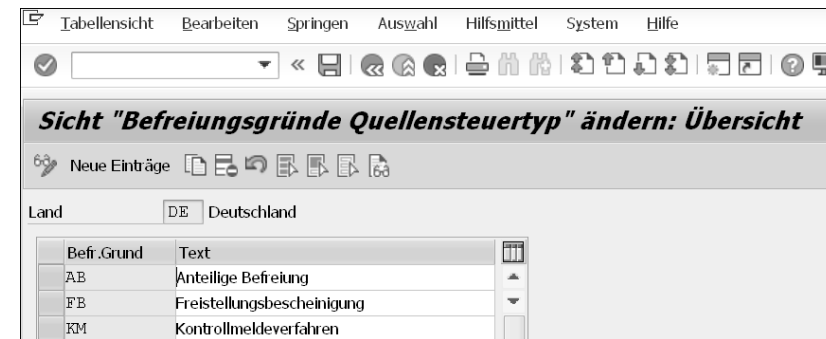 Tabellensicht Bearbeiten Springen Auswahl Hilfsmittel System Hilfe
Sicht "Befreiungsgründe Quellensteuertyp" ändern: Übersicht
Neue Einträge
Land DE Deutschland
Befr.Grund Text
AB Anteilige Befreiung
FB Freistellungsbescheinigung
KM Kontrollmeldeverfahren